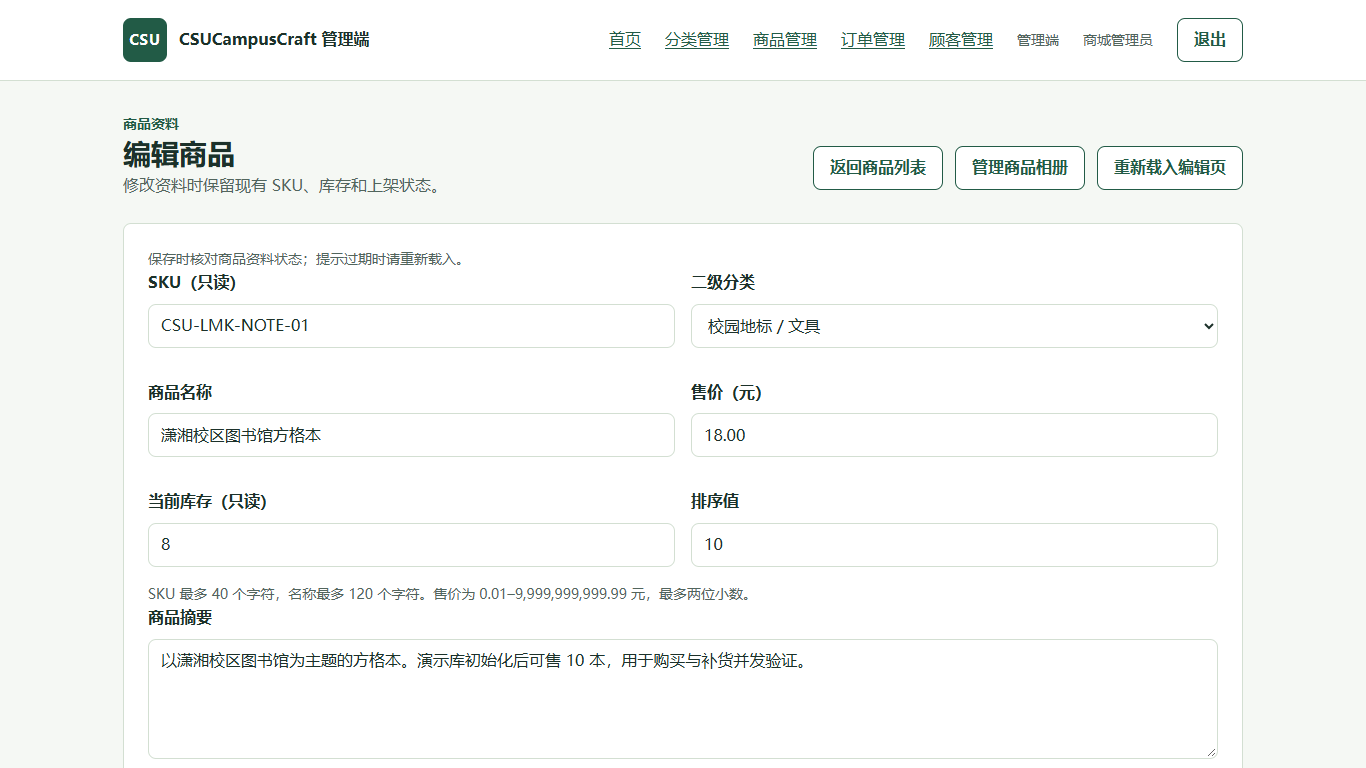 CSU CSUCampusCraft 管理端 首页 分类管理 商品管理 订单管理 顾客管理 管理端 商城管理员 退出
商品资料
编辑商品
修改资料时保留现有 SKU、库存和上架状态。
返回商品列表 管理商品相册 重新载入编辑页
保存时核对商品资料状态；提示过期时请重新载入。
SKU（只读） 二级分类
CSU-LMK-NOTE-01 校园地标 / 文具
商品名称 售价（元）
潇湘校区图书馆方格本 18.00
当前库存（只读） 排序值
8 10
SKU 最多 40 个字符，名称最多 120 个字符。售价为 0.01–9,999,999,999.99 元，最多两位小数。
商品摘要
以潇湘校区图书馆为主题的方格本。演示库初始化后可售 10 本，用于购买与补货并发验证。